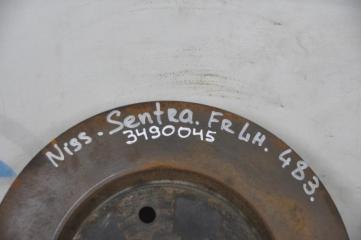 Niss. Sentra. FR LH. 483.
3490045